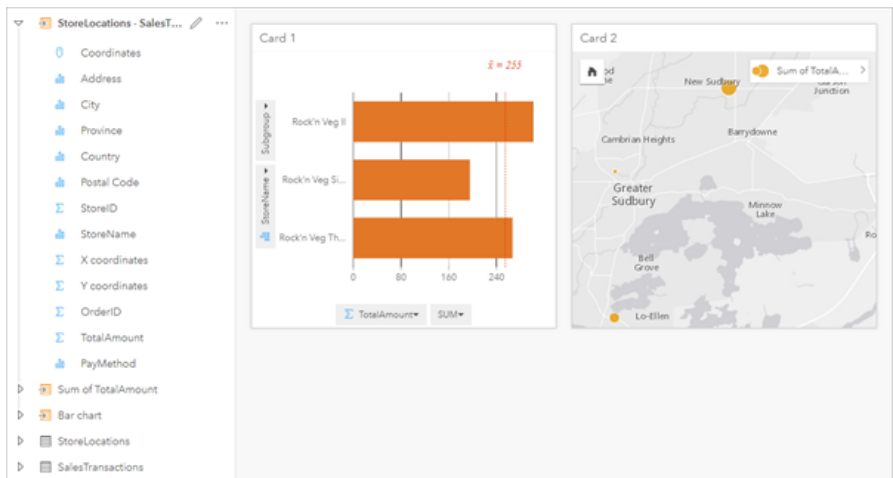 StoreLocations - SalesT...
Coordinates
Address
City
Province
Country
Postal Code
StoreID
StoreName
X coordinates
Y coordinates
OrderID
TotalAmount
PayMethod
Sum of TotalAmount
Bar chart
StoreLocations
SalesTransactions
Card 1
x̄ = 255
Subgroup
StoreName
Rock'n Veg II
Rock'n Veg Si...
Rock'n Veg Th...
0 80 160 240
Σ TotalAmount SUM
Card 2
Sum of TotalA...
New Sudbury
Junction
Cambrian Heights
Barrydowne
Greater
Sudbury
Minnow
Lake
Ro
Bell
Grove
Lo-Ellen